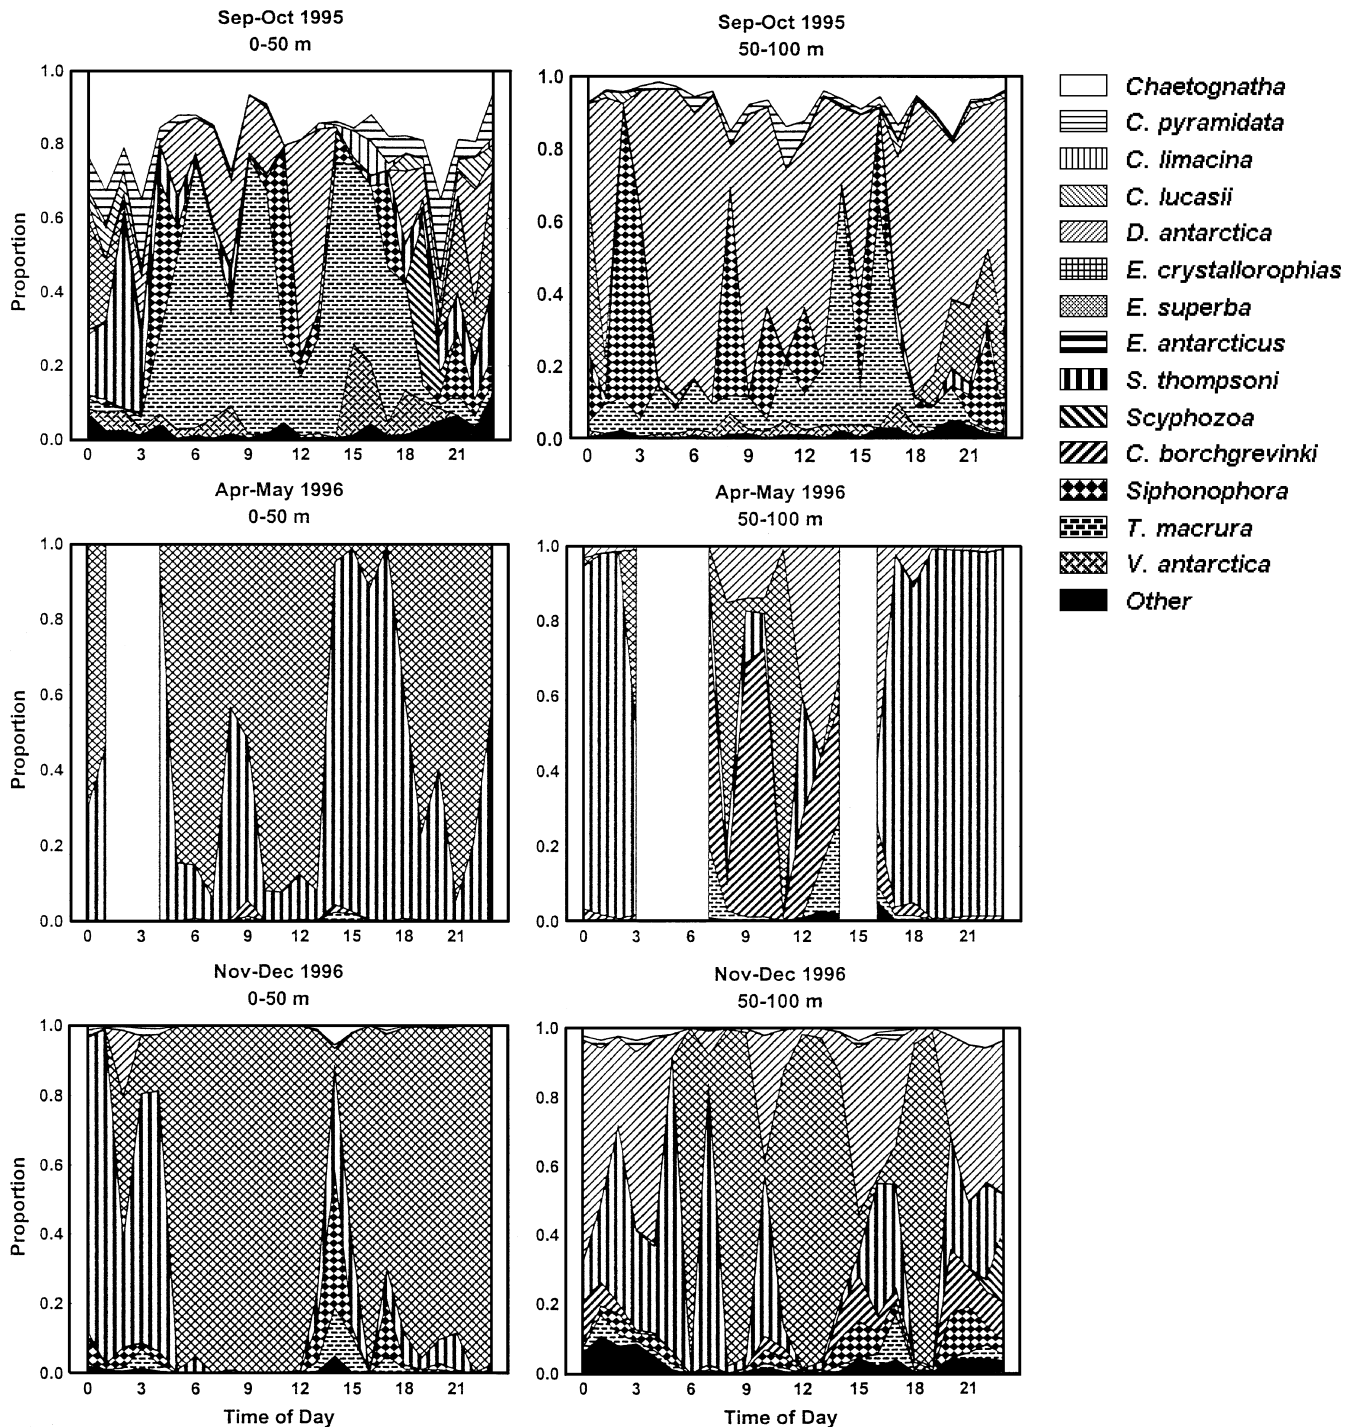 Sep-Oct 1995
0-50 m
1.0
0.8
0.6
0.4
0.2
0.0
Proportion
0 3 6 9 12 15 18 21
Sep-Oct 1995
50-100 m
1.0
0.8
0.6
0.4
0.2
0.0
0 3 6 9 12 15 18 21
Chaetognatha
C. pyramidata
C. limacina
C. lucasii
D. antarctica
E. crystallorophias
E. superba
E. antarcticus
S. thompsoni
Scyphozoa
C. borchgrevinki
Siphonophora
T. macrura
V. antarctica
Other
Apr-May 1996
0-50 m
1.0
0.8
0.6
0.4
0.2
0.0
Proportion
0 3 6 9 12 15 18 21
Apr-May 1996
50-100 m
1.0
0.8
0.6
0.4
0.2
0.0
0 3 6 9 12 15 18 21
Nov-Dec 1996
0-50 m
1.0
0.8
0.6
0.4
0.2
0.0
Proportion
0 3 6 9 12 15 18 21
Time of Day
Nov-Dec 1996
50-100 m
1.0
0.8
0.6
0.4
0.2
0.0
0 3 6 9 12 15 18 21
Time of Day